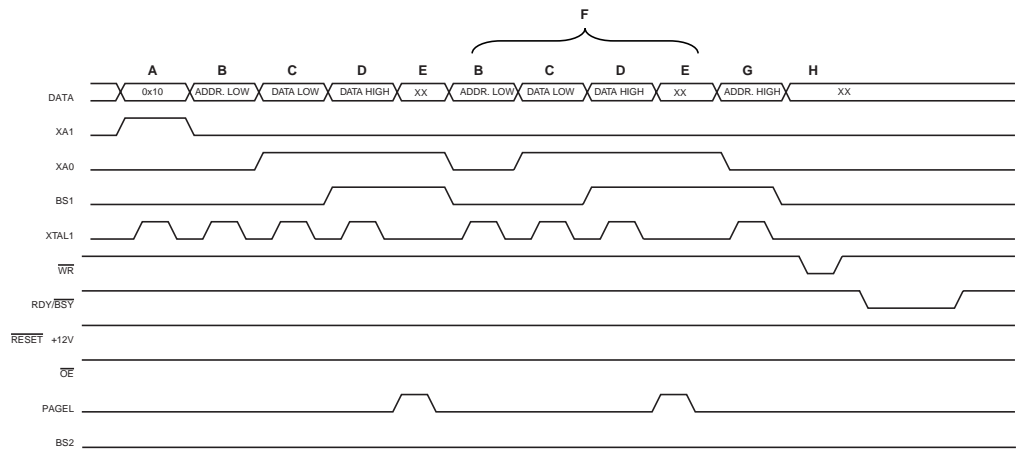 F
A B C D E B C D E G H
DATA 0x10 ADDR. LOW DATA LOW DATA HIGH XX ADDR. LOW DATA LOW DATA HIGH XX ADDR. HIGH XX
XA1
XA0
BS1
XTAL1
WR
RDY/BSY
RESET +12V
OE
PAGEL
BS2